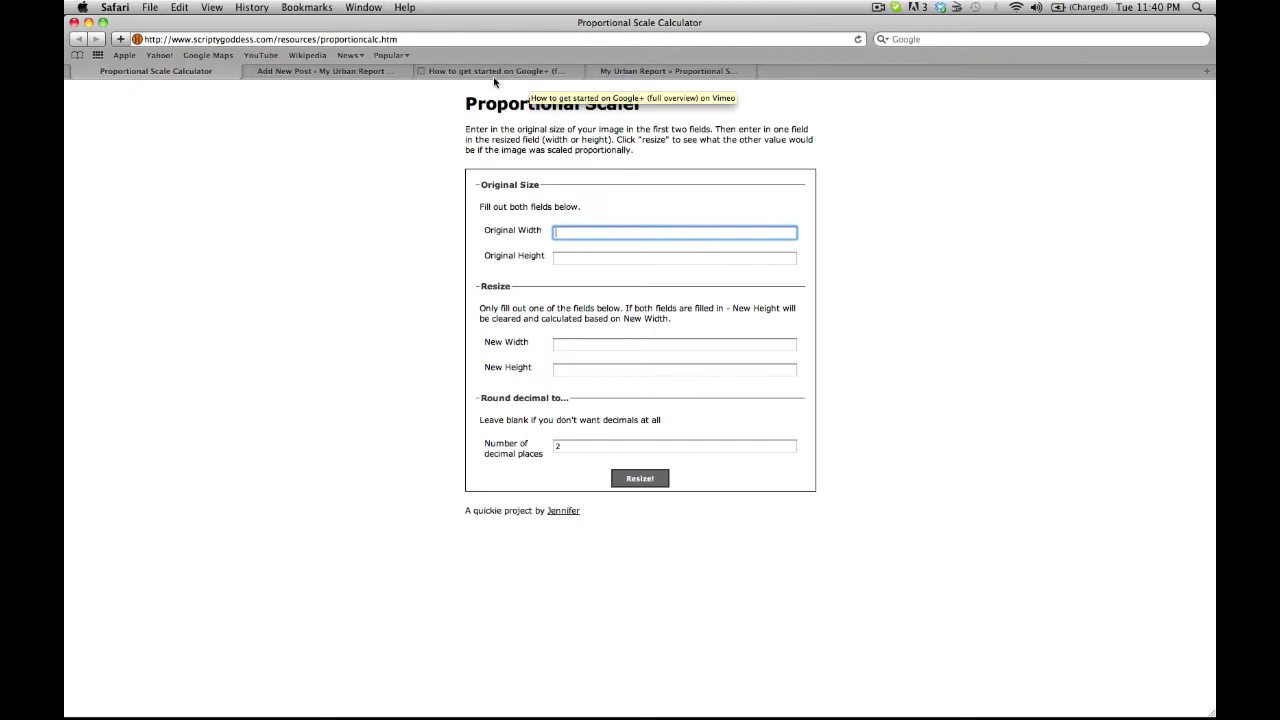 Safari File Edit View History Bookmarks Window Help 3 (Charged) Tue 11:40 PM
Proportional Scale Calculator
http://www.scriptygoddess.com/resources/proportioncalc.htm Google
Apple Yahoo! Google Maps YouTube Wikipedia News Popular
Proportional Scale Calculator Add New Post ‹ My Urban Report ... How to get started on Google+ (f... My Urban Report » Proportional S...
How to get started on Google+ (full overview) on Vimeo
Proportional Scaler
Enter in the original size of your image in the first two fields. Then enter in one field
in the resized field (width or height). Click "resize" to see what the other value would
be if the image was scaled proportionally.
Original Size
Fill out both fields below.
Original Width
Original Height
Resize
Only fill out one of the fields below. If both fields are filled in - New Height will
be cleared and calculated based on New Width.
New Width
New Height
Round decimal to...
Leave blank if you don't want decimals at all
Number of
decimal places 2
Resize!
A quickie project by Jennifer